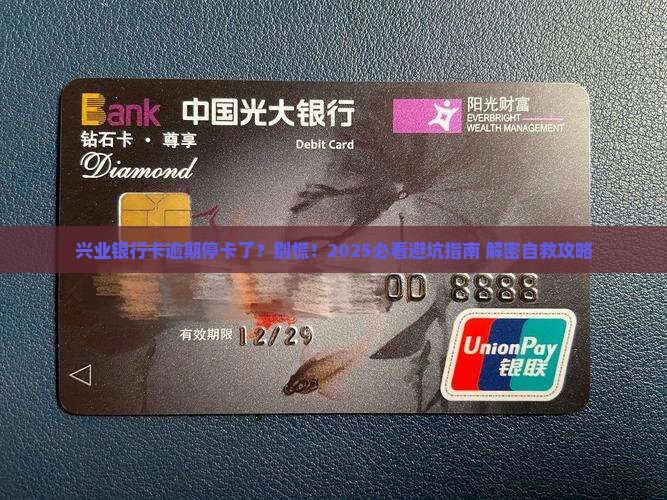 Bank 中国光大银行
阳光财富
EVERBRIGHT
WEALTH MANAGEMENT
钻石卡·尊享
Debit Card
Diamond
兴业银行卡逾期停卡了?别慌!2025必看避坑指南 解密自救攻略
00 8888
有效期限 12/29
UnionPay
银联